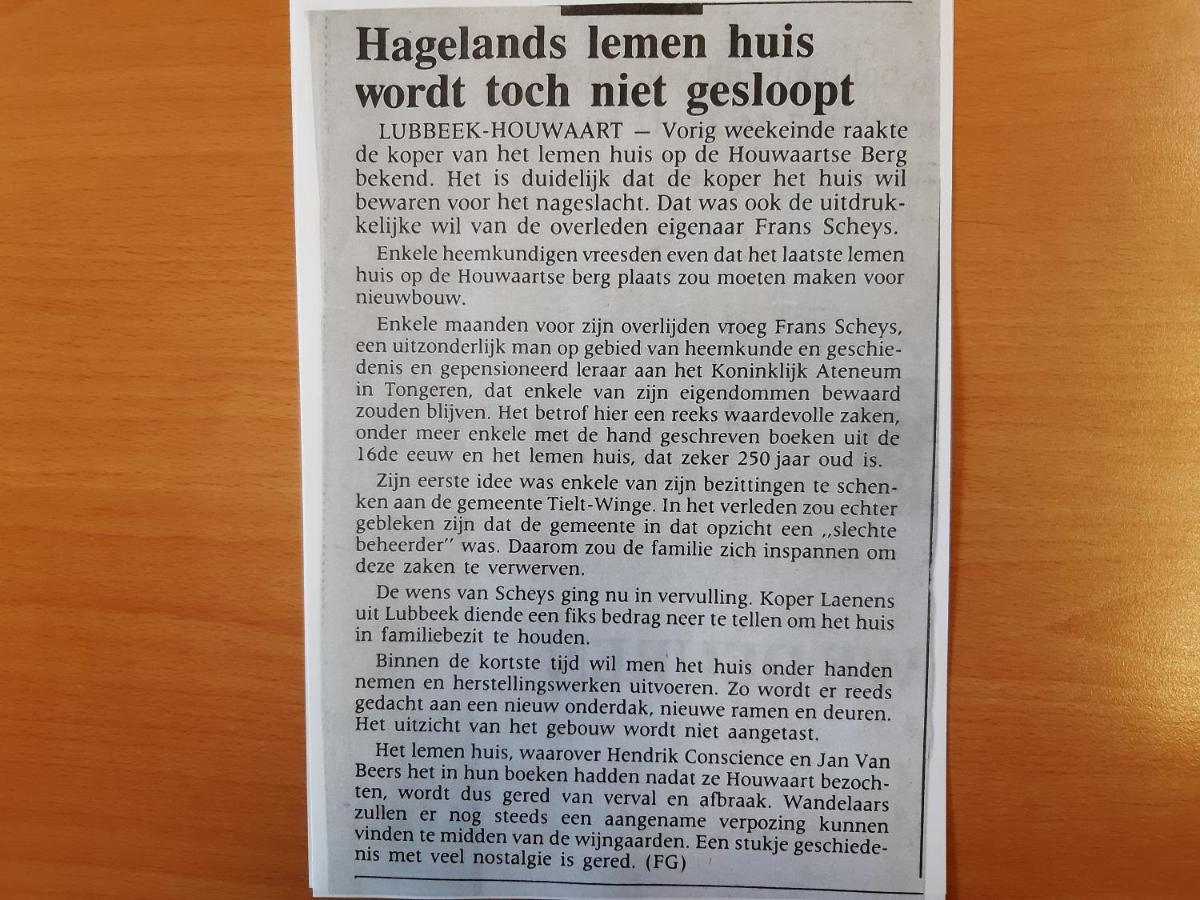 Hagelands lemen huis
wordt toch niet gesloopt
LUBBEEK-HOUWAART — Vorig weekeinde raakte
de koper van het lemen huis op de Houwaartse Berg
bekend. Het is duidelijk dat de koper het huis wil
bewaren voor het nageslacht. Dat was ook de uitdruk-
kelijke wil van de overleden eigenaar Frans Scheys.
Enkele heemkundigen vreesden even dat het laatste lemen
huis op de Houwaartse berg plaats zou moeten maken voor
nieuwbouw.
Enkele maanden voor zijn overlijden vroeg Frans Scheys,
een uitzonderlijk man op gebied van heemkunde en geschie-
denis en gepensioneerd leraar aan het Koninklijk Ateneum
in Tongeren, dat enkele van zijn eigendommen bewaard
zouden blijven. Het betrof hier een reeks waardevolle zaken,
onder meer enkele met de hand geschreven boeken uit de
16de eeuw en het lemen huis, dat zeker 250 jaar oud is.
Zijn eerste idee was enkele van zijn bezittingen te schen-
ken aan de gemeente Tielt-Winge. In het verleden zou echter
gebleken zijn dat de gemeente in dat opzicht een „slechte
beheerder” was. Daarom zou de familie zich inspannen om
deze zaken te verwerven.
De wens van Scheys ging nu in vervulling. Koper Laenens
uit Lubbeek diende een fiks bedrag neer te tellen om het huis
in familiebezit te houden.
Binnen de kortste tijd wil men het huis onder handen
nemen en herstellingswerken uitvoeren. Zo wordt er reeds
gedacht aan een nieuw onderdak, nieuwe ramen en deuren.
Het uitzicht van het gebouw wordt niet aangetast.
Het lemen huis, waarover Hendrik Conscience en Jan Van
Beers het in hun boeken hadden nadat ze Houwaart bezoch-
ten, wordt dus gered van verval en afbraak. Wandelaars
zullen er nog steeds een aangename verpozing kunnen
vinden te midden van de wijngaarden. Een stukje geschiede-
nis met veel nostalgie is gered. (FG)